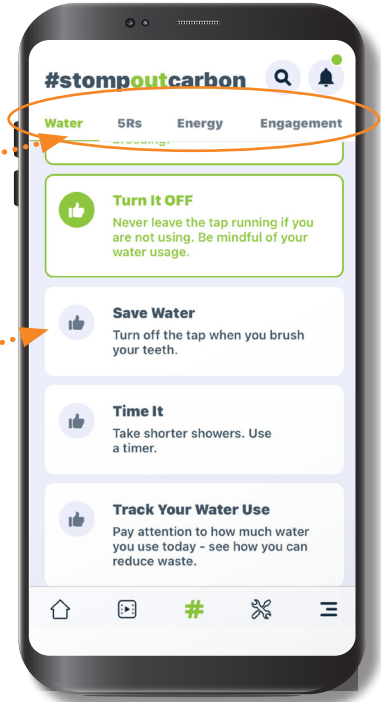 #stompoutcarbon
Water 5Rs Energy Engagement
Turn It OFF
Never leave the tap running if you
are not using. Be mindful of your
water usage.
Save Water
Turn off the tap when you brush
your teeth.
Time It
Take shorter showers. Use
a timer.
Track Your Water Use
Pay attention to how much water
you use today - see how you can
reduce waste.
#